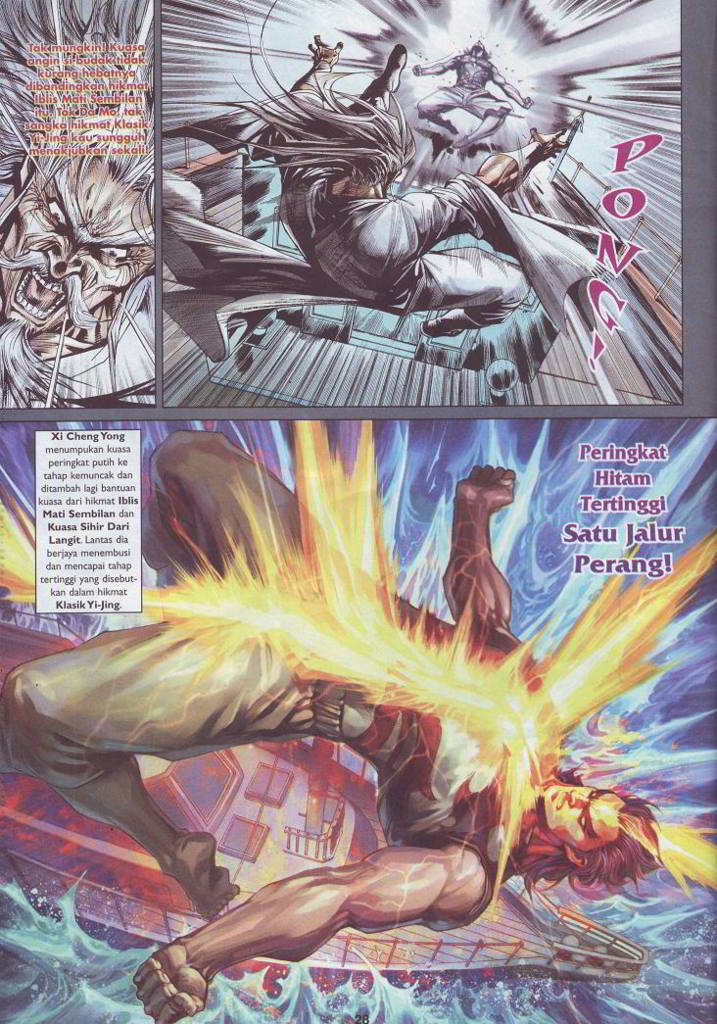 Tak mungkin! Kuasa
angin si budak tidak
kurang hebatnya
dibandingkan hikmat
Iblis Mati Sembilan
itu. Tok Da Mo, tak
sangka hikmat Klasik
Yi-Jing kau sungguh
menakjubkan sekali.
PONG!
Xi Cheng Yong
menumpukan kuasa
peringkat putih ke
tahap kemuncak dan
ditambah lagi bantuan
kuasa dari hikmat Iblis
Mati Sembilan dan
Kuasa Sihir Dari
Langit. Lantas dia
berjaya menembusi
dan mencapai tahap
tertinggi yang disebut-
kan dalam hikmat
Klasik Yi-Jing.
Peringkat
Hitam
Tertinggi
Satu Jalur
Perang!
28